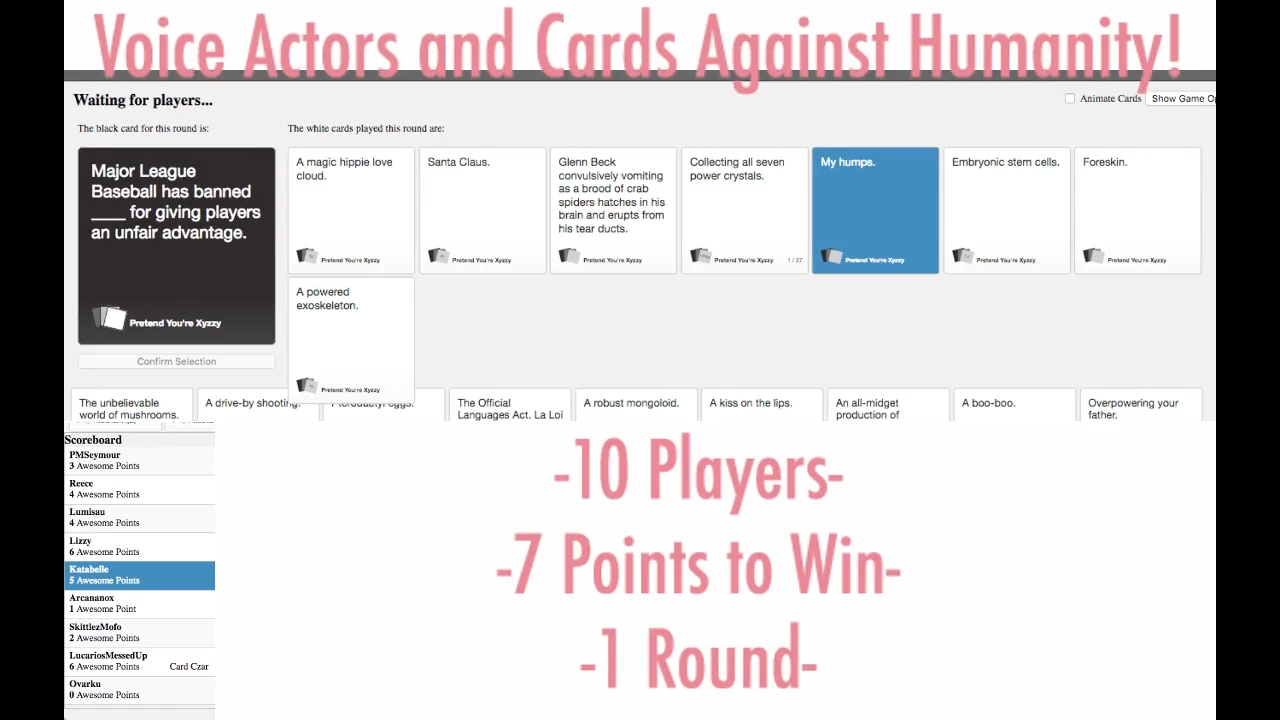 Voice Actors and Cards Against Humanity!
Waiting for players...
Animate Cards
Show Game Op
The black card for this round is:
The white cards played this round are:
Major League
Baseball has banned
____ for giving players
an unfair advantage.
Pretend You're Xyzzy
Confirm Selection
A magic hippie love
cloud.
Pretend You're Xyzzy
Santa Claus.
Pretend You're Xyzzy
Glenn Beck
convulsively vomiting
as a brood of crab
spiders hatches in his
brain and erupts from
his tear ducts.
Pretend You're Xyzzy
Collecting all seven
power crystals.
Pretend You're Xyzzy
1 / 27
My humps.
Pretend You're Xyzzy
Embryonic stem cells.
Pretend You're Xyzzy
Foreskin.
Pretend You're Xyzzy
A powered
exoskeleton.
Pretend You're Xyzzy
The unbelievable
world of mushrooms.
A drive-by shooting.
Pterodactyl eggs.
The Official
Languages Act. La Loi
A robust mongoloid.
A kiss on the lips.
An all-midget
production of
A boo-boo.
Overpowering your
father.
Scoreboard
PMSeymour
3 Awesome Points
Reece
4 Awesome Points
Lumisau
4 Awesome Points
Lizzy
6 Awesome Points
Katabelle
5 Awesome Points
Arcananox
1 Awesome Point
SkittlezMofo
2 Awesome Points
LucariosMessedUp
6 Awesome Points Card Czar
Ovarku
0 Awesome Points
-10 Players-
-7 Points to Win-
-1 Round-